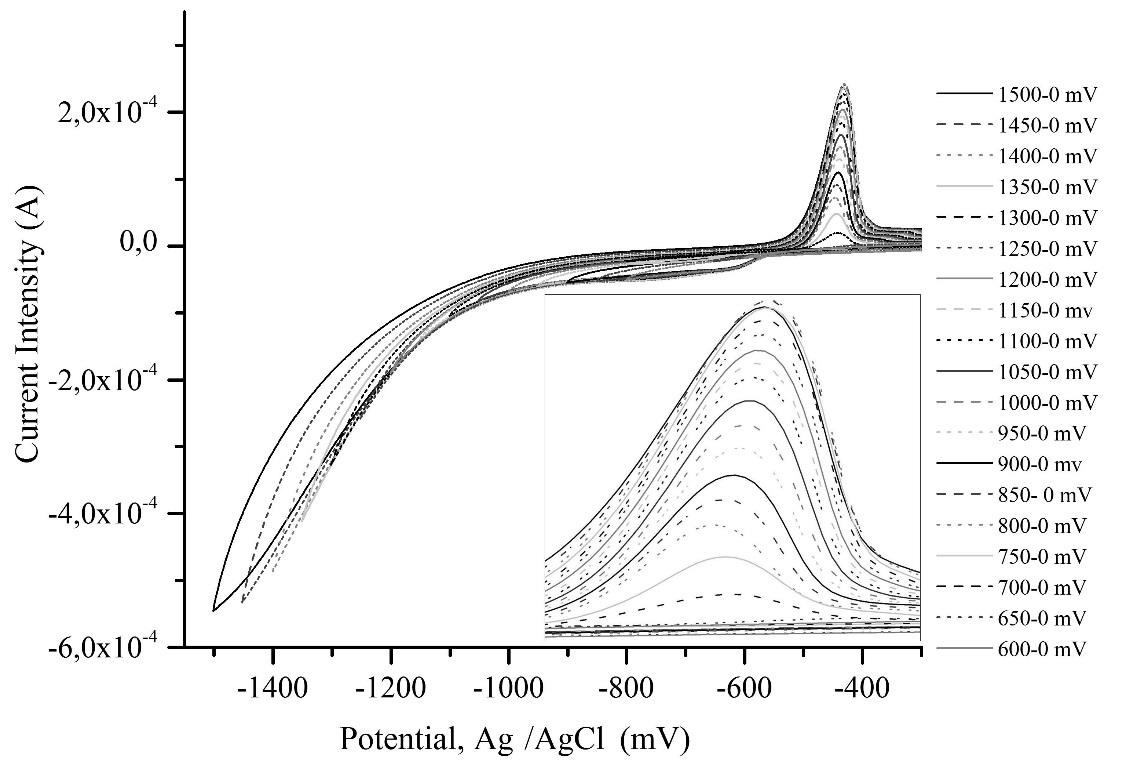 2,0x10-4
0,0
-2,0x10-4
-4,0x10-4
-6,0x10-4
Current Intensity (A)
-1400 -1200 -1000 -800 -600 -400
Potential, Ag /AgCl (mV)
1500-0 mV
1450-0 mV
1400-0 mV
1350-0 mV
1300-0 mV
1250-0 mV
1200-0 mV
1150-0 mv
1100-0 mV
1050-0 mV
1000-0 mV
950-0 mV
900-0 mv
850- 0 mV
800-0 mV
750-0 mV
700-0 mV
650-0 mV
600-0 mV